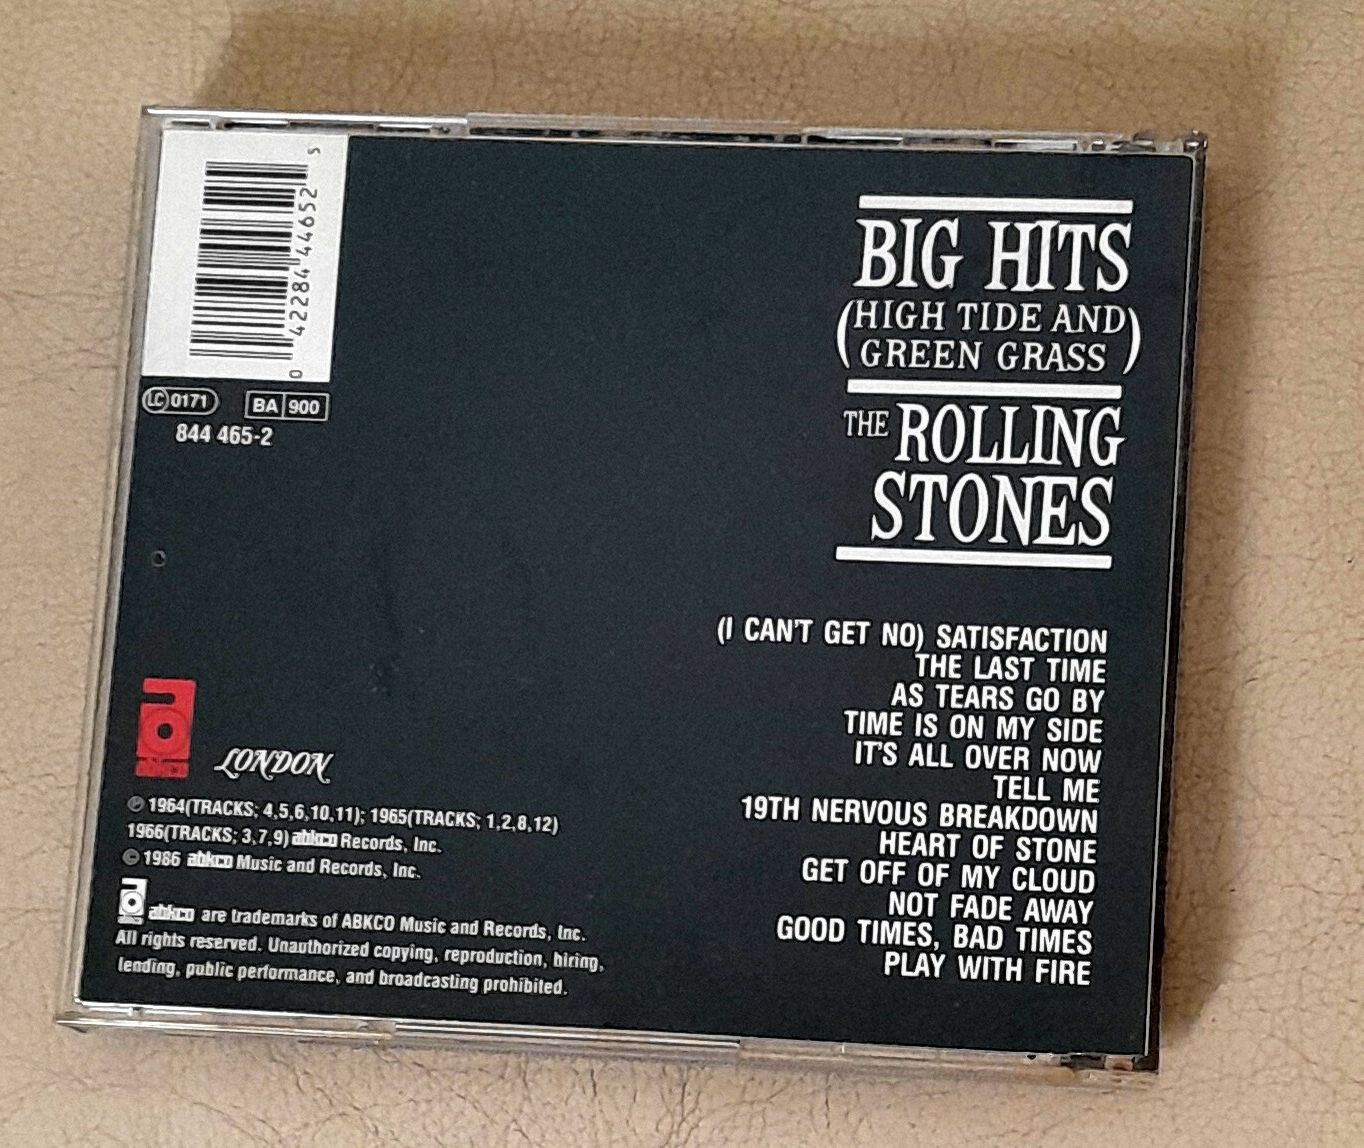 5
0 42284 44652
LC 0171 BA 900
844 465-2
BIG HITS
(HIGH TIDE AND
GREEN GRASS)
THE ROLLING
STONES
(I CAN'T GET NO) SATISFACTION
THE LAST TIME
AS TEARS GO BY
TIME IS ON MY SIDE
IT'S ALL OVER NOW
TELL ME
19TH NERVOUS BREAKDOWN
HEART OF STONE
GET OFF OF MY CLOUD
NOT FADE AWAY
GOOD TIMES, BAD TIMES
PLAY WITH FIRE
LONDON
℗ 1964(TRACKS; 4,5,6,10,11); 1965(TRACKS; 1,2,8,12)
1966(TRACKS; 3,7,9) abkco Records, Inc.
© 1986 abkco Music and Records, Inc.
abkco are trademarks of ABKCO Music and Records, Inc.
All rights reserved. Unauthorized copying, reproduction, hiring,
lending, public performance, and broadcasting prohibited.